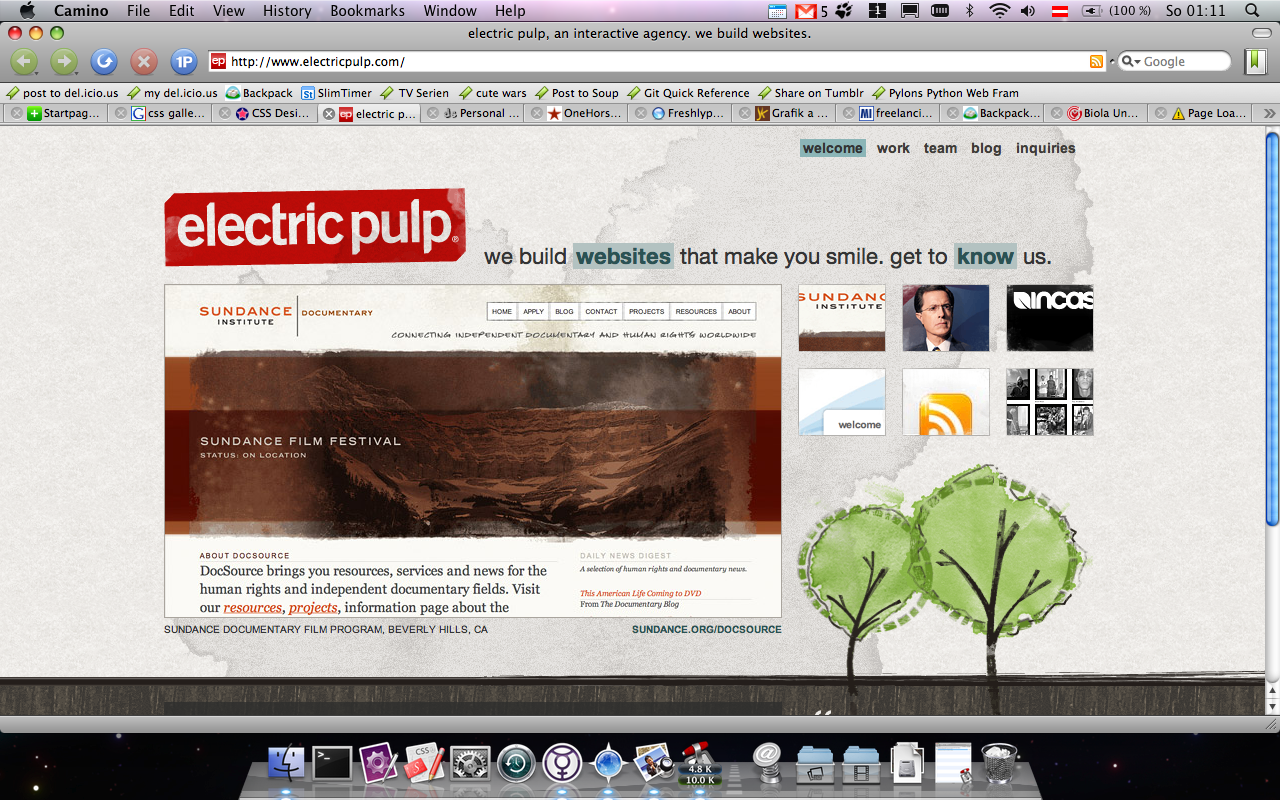 Camino File Edit View History Bookmarks Window Help 5 1 (100 %) So 01:11
electric pulp, an interactive agency. we build websites.
1P ep http://www.electricpulp.com/ Google
post to del.icio.us my del.icio.us Backpack St SlimTimer TV Serien cute wars Post to Soup Git Quick Reference Share on Tumblr Pylons Python Web Fram
Startpag... G css galle... CSS Desi... ep electric p... Personal ... OneHors... Freshlyp... Grafik a ... MI freelanci... Backpack... Biola Un... Page Loa...
welcome work team blog inquiries
electric pulp®
we build websites that make you smile. get to know us.
SUNDANCE INSTITUTE DOCUMENTARY
HOME APPLY BLOG CONTACT PROJECTS RESOURCES ABOUT
CONNECTING INDEPENDENT DOCUMENTARY AND HUMAN RIGHTS WORLDWIDE
SUNDANCE FILM FESTIVAL
STATUS: ON LOCATION
ABOUT DOCSOURCE
DocSource brings you resources, services and news for the
human rights and independent documentary fields. Visit
our resources, projects, information page about the
DAILY NEWS DIGEST
A selection of human rights and documentary news.
This American Life Coming to DVD
From The Documentary Blog
SUNDANCE DOCUMENTARY FILM PROGRAM, BEVERLY HILLS, CA SUNDANCE.ORG/DOCSOURCE
SUNDANCE
INSTITUTE
incas
welcome
“
CSS
4.8 K
10.0 K